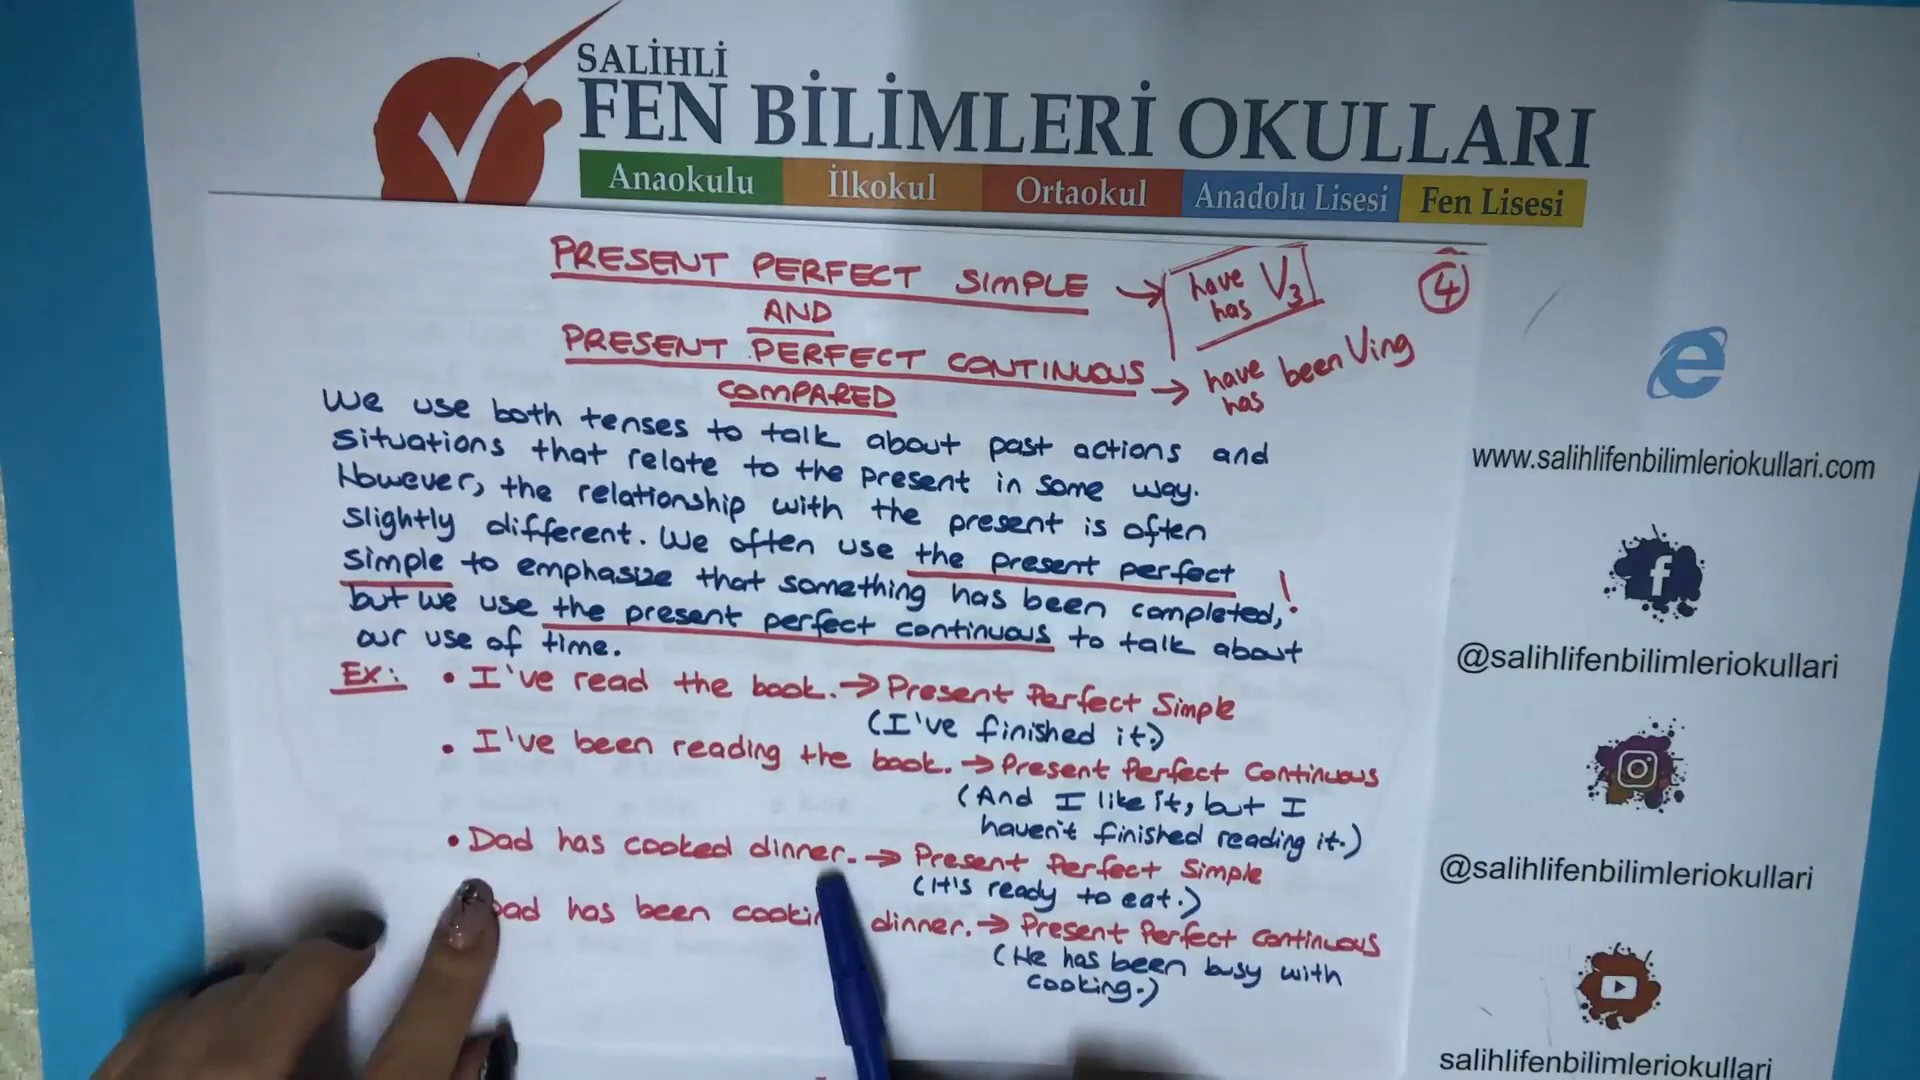 SALİHLİ
FEN BİLİMLERİ OKULLARI
Anaokulu İlkokul Ortaokul Anadolu Lisesi Fen Lisesi
PRESENT PERFECT SIMPLE → have has V3
4
AND
PRESENT PERFECT CONTINUOUS → have has been Ving
COMPARED
We use both tenses to talk about past actions and
situations that relate to the present in some way.
However, the relationship with the present is often
slightly different. We often use the present perfect
simple to emphasize that something has been completed, !
but we use the present perfect continuous to talk about
our use of time.
Ex: • I've read the book. → Present Perfect Simple
(I've finished it.)
• I've been reading the book. → Present Perfect Continuous
(And I like it, but I
haven't finished reading it.)
• Dad has cooked dinner. → Present Perfect Simple
(It's ready to eat.)
Dad has been dinner. → Present Perfect Continuous
(He has been busy with
cooking.)
www.salihlifenbilimleriokullari.com
@salihlifenbilimleriokullari
@salihlifenbilimleriokullari
salihlifenbilimleriokullari